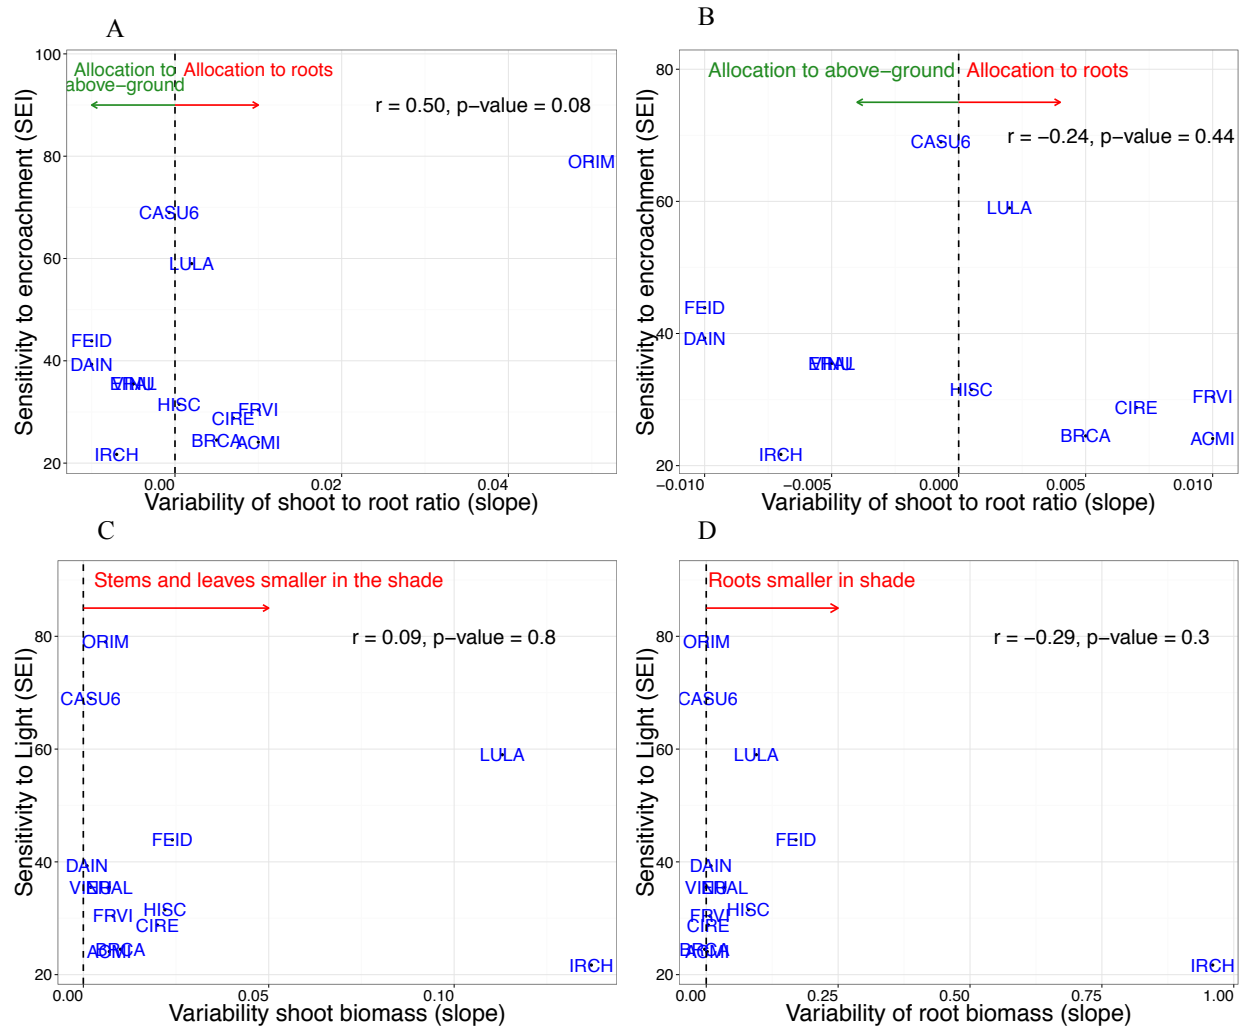 A
Sensitivity to encroachment (SEI)
100
80
60
40
20
Allocation to
above-ground
Allocation to roots
r = 0.50, p-value = 0.08
ORIM
CASU6
LULA
FEID
DAIN
HISC
FRVI
CIRE
BRCA
ACMI
IRCH
0.00
0.02
0.04
Variability of shoot to root ratio (slope)
B
Sensitivity to encroachment (SEI)
80
60
40
20
Allocation to above-ground
Allocation to roots
r = -0.24, p-value = 0.44
CASU6
LULA
FEID
DAIN
HISC
FRVI
CIRE
BRCA
ACMI
IRCH
-0.010
-0.005
0.000
0.005
0.010
Variability of shoot to root ratio (slope)
C
Sensitivity to Light (SEI)
80
60
40
20
Stems and leaves smaller in the shade
r = 0.09, p-value = 0.8
ORIM
CASU6
LULA
FEID
DAIN
HISC
FRVI
CIRE
BRCA
ACMI
IRCH
0.00
0.05
0.10
Variability shoot biomass (slope)
D
Sensitivity to Light (SEI)
80
60
40
20
Roots smaller in shade
r = -0.29, p-value = 0.3
ORIM
CASU6
LULA
FEID
DAIN
HISC
FRVI
CIRE
BRCA
ACMI
IRCH
0.00
0.25
0.50
0.75
1.00
Variability of root biomass (slope)